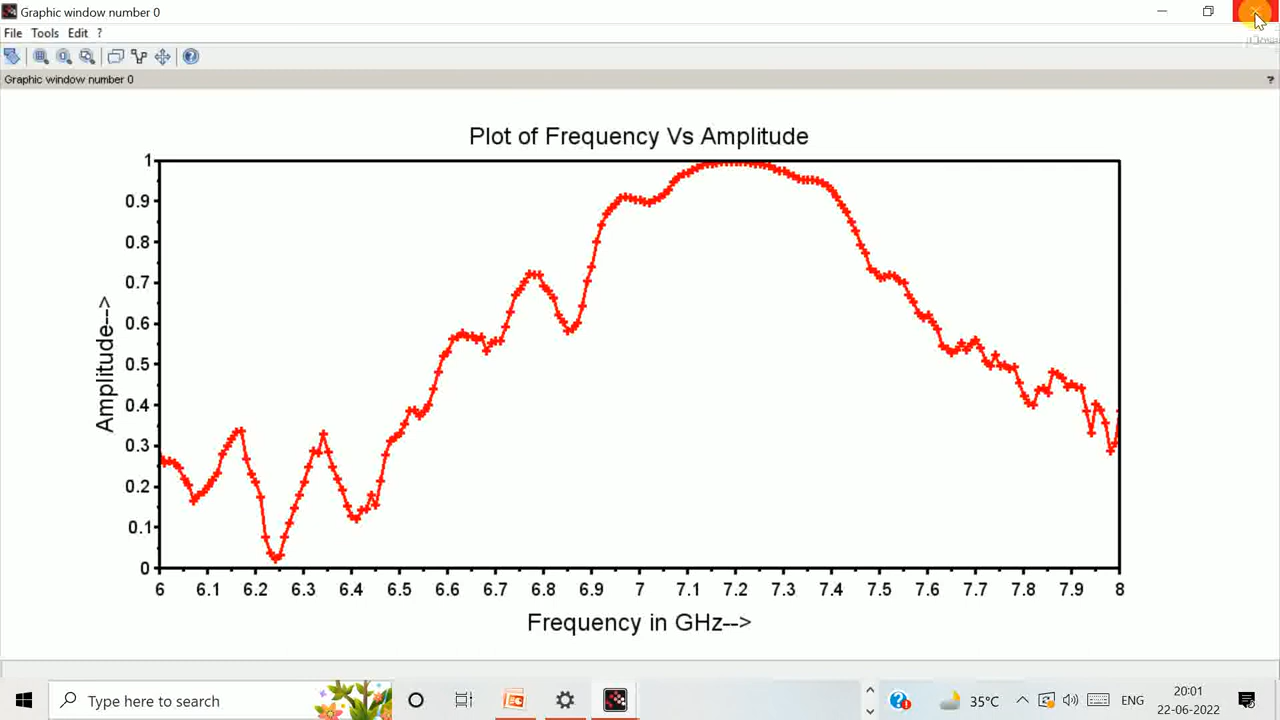 Graphic window number 0
File Tools Edit ?
Graphic window number 0 ?
Plot of Frequency Vs Amplitude
1
0.9
0.8
0.7
0.6
0.5
0.4
0.3
0.2
0.1
0
Amplitude-->
6 6.1 6.2 6.3 6.4 6.5 6.6 6.7 6.8 6.9 7 7.1 7.2 7.3 7.4 7.5 7.6 7.7 7.8 7.9 8
Frequency in GHz-->
Type here to search
35°C
ENG
20:01
22-06-2022